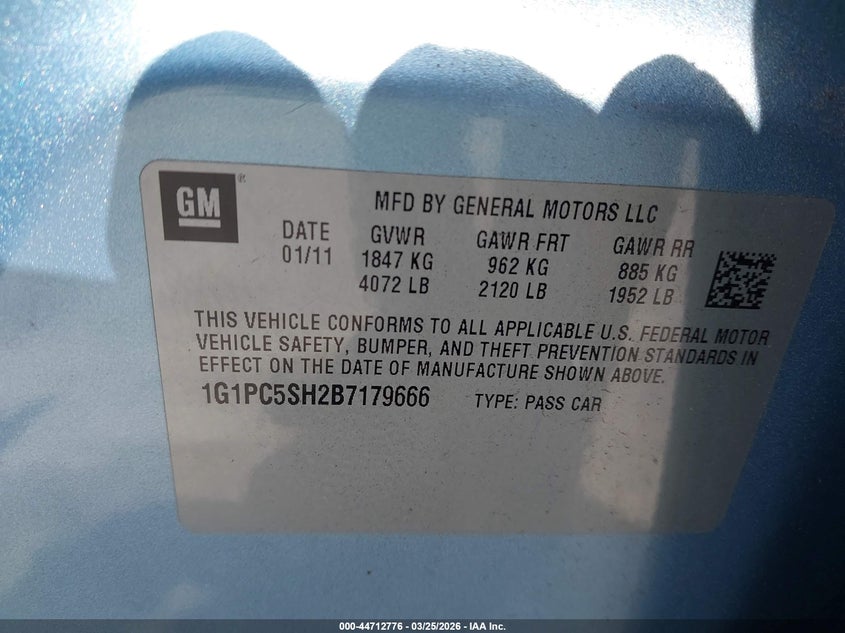 GM®
MFD BY GENERAL MOTORS LLC
DATE GVWR GAWR FRT GAWR RR
01/11 1847 KG 962 KG 885 KG
4072 LB 2120 LB 1952 LB
THIS VEHICLE CONFORMS TO ALL APPLICABLE U.S. FEDERAL MOTOR
VEHICLE SAFETY, BUMPER, AND THEFT PREVENTION STANDARDS IN
EFFECT ON THE DATE OF MANUFACTURE SHOWN ABOVE.
1G1PC5SH2B7179666 TYPE: PASS CAR
000-44712776 — 03/25/2026 — IAA Inc.